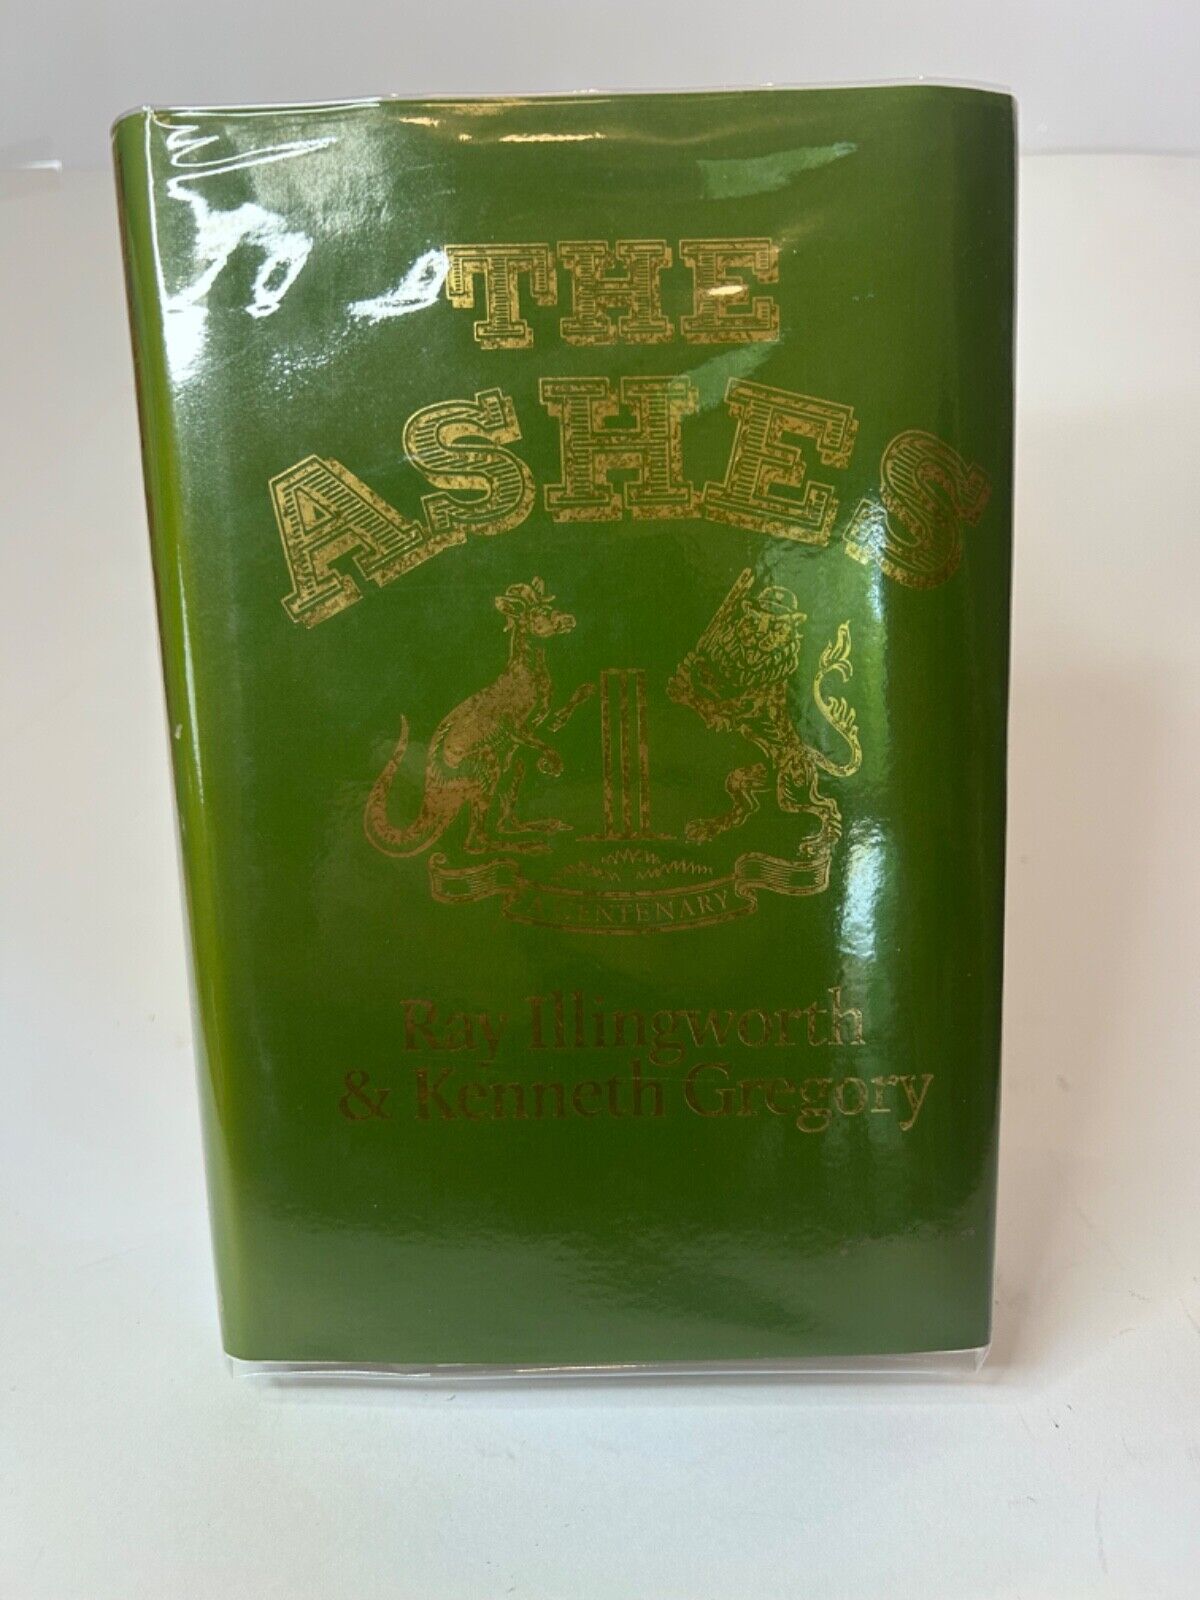 THE
ASHES
A CENTENARY
Ray Illingworth
& Kenneth Gregory